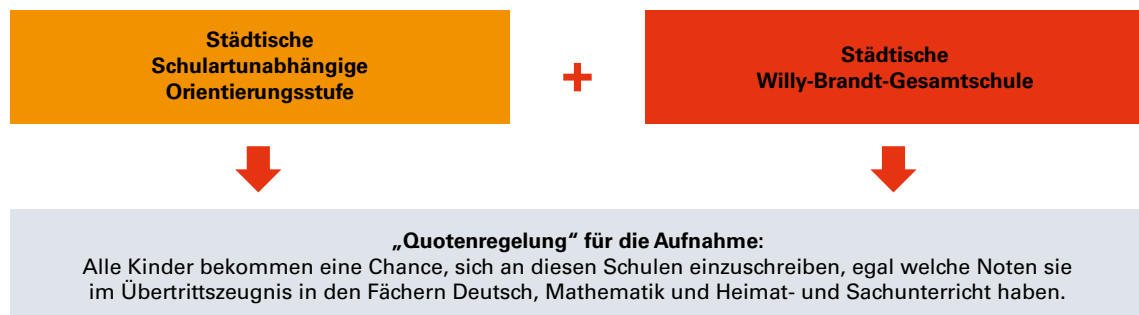 Städtische
Schulartunabhängige
Orientierungsstufe
+
Städtische
Willy-Brandt-Gesamtschule
„Quotenregelung“ für die Aufnahme:
Alle Kinder bekommen eine Chance, sich an diesen Schulen einzuschreiben, egal welche Noten sie
im Übertrittszeugnis in den Fächern Deutsch, Mathematik und Heimat- und Sachunterricht haben.